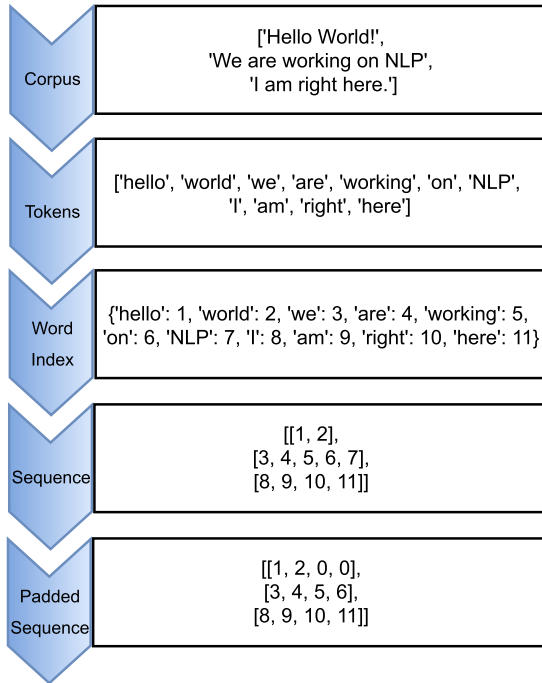 Corpus
['Hello World!',
'We are working on NLP',
'I am right here.']
Tokens
['hello', 'world', 'we', 'are', 'working', 'on', 'NLP',
'I', 'am', 'right', 'here']
Word
Index
{'hello': 1, 'world': 2, 'we': 3, 'are': 4, 'working': 5,
'on': 6, 'NLP': 7, 'I': 8, 'am': 9, 'right': 10, 'here': 11}
Sequence
[[1, 2],
[3, 4, 5, 6, 7],
[8, 9, 10, 11]]
Padded
Sequence
[[1, 2, 0, 0],
[3, 4, 5, 6],
[8, 9, 10, 11]]